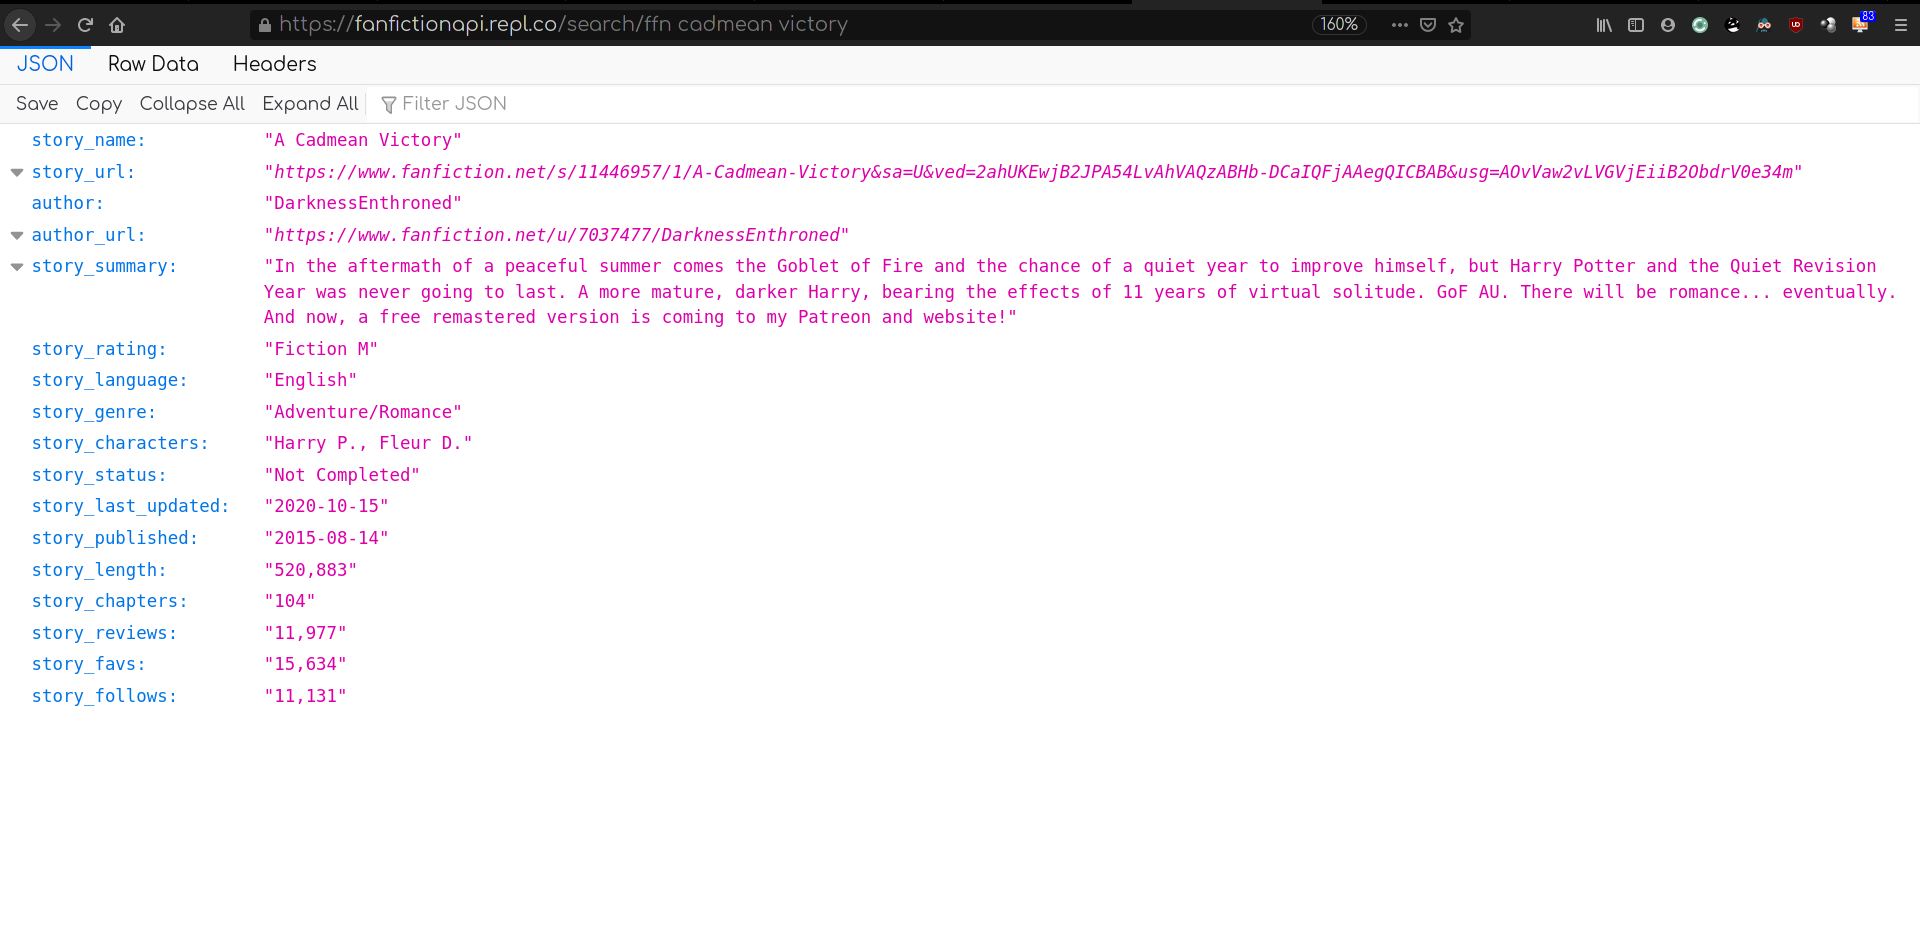 https://fanfictionapi.repl.co/search/ffn cadmean victory 160% 83
JSON Raw Data Headers
Save Copy Collapse All Expand All Filter JSON
story_name: "A Cadmean Victory"
story_url: "https://www.fanfiction.net/s/11446957/1/A-Cadmean-Victory&sa=U&ved=2ahUKEwjB2JPA54LvAhVAQzABHb-DCaIQFjAAegQICBAB&usg=AOvVaw2vLVGVjEiiB2ObdrV0e34m"
author: "DarknessEnthroned"
author_url: "https://www.fanfiction.net/u/7037477/DarknessEnthroned"
story_summary: "In the aftermath of a peaceful summer comes the Goblet of Fire and the chance of a quiet year to improve himself, but Harry Potter and the Quiet Revision
Year was never going to last. A more mature, darker Harry, bearing the effects of 11 years of virtual solitude. GoF AU. There will be romance... eventually.
And now, a free remastered version is coming to my Patreon and website!"
story_rating: "Fiction M"
story_language: "English"
story_genre: "Adventure/Romance"
story_characters: "Harry P., Fleur D."
story_status: "Not Completed"
story_last_updated: "2020-10-15"
story_published: "2015-08-14"
story_length: "520,883"
story_chapters: "104"
story_reviews: "11,977"
story_favs: "15,634"
story_follows: "11,131"